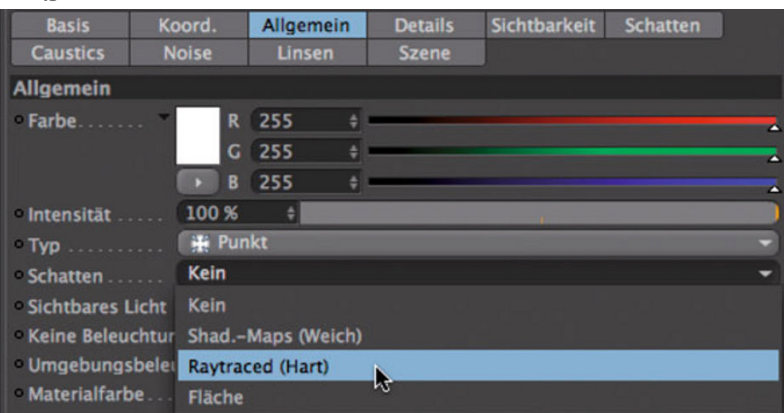 Basis Koord. Allgemein Details Sichtbarkeit Schatten
Caustics Noise Linsen Szene
Allgemein
Farbe....... R 255
G 255
B 255
Intensität ..... 100 %
Typ .......... Punkt
Schatten ...... Kein
Sichtbares Licht Kein
Keine Beleuchtur Shad.-Maps (Weich)
Umgebungsbele Raytraced (Hart)
Materialfarbe... Fläche